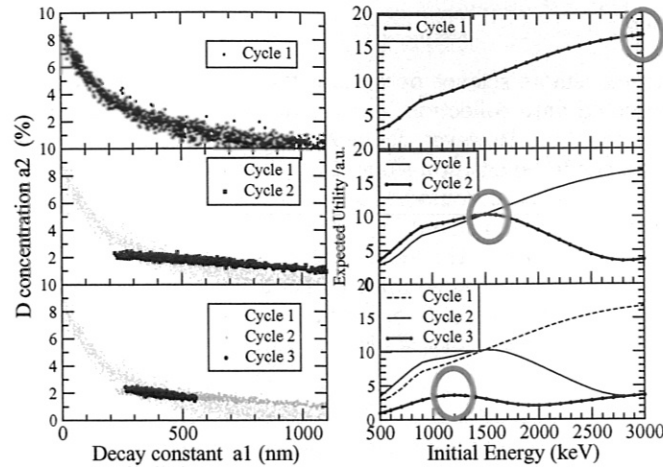 10
8
6
4
2
10
8
6
4
2
10
8
6
4
2
0
0
500
1000
D concentration a2 (%)
Decay constant a1 (nm)
Cycle 1
Cycle 1
Cycle 2
Cycle 1
Cycle 2
Cycle 3
20
15
10
5
20
15
10
5
20
15
10
5
0
500
1000
1500
2000
2500
3000
Expected Utility /a.u.
Initial Energy (keV)
Cycle 1
Cycle 1
Cycle 2
Cycle 1
Cycle 2
Cycle 3